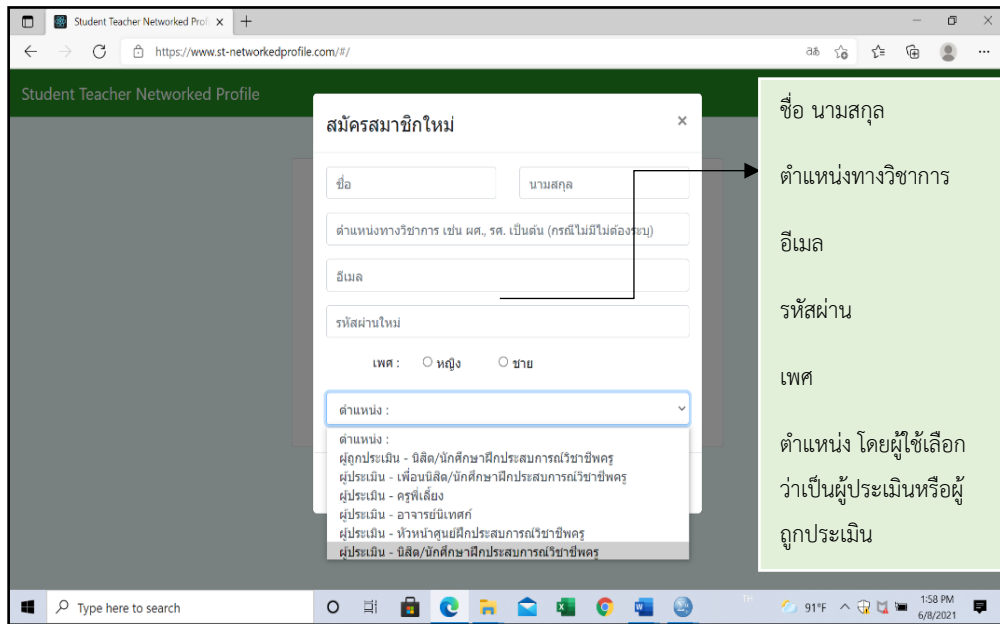 Student Teacher Networked Prof
https://www.st-networkedprofile.com/#/
Student Teacher Networked Profile
สมัครสมาชิกใหม่
ชื่อ
นามสกุล
ตำแหน่งทางวิชาการ เช่น ผศ., รศ. เป็นต้น (กรณีไม่มีไม่ต้องระบุ)
อีเมล
รหัสผ่านใหม่
เพศ : หญิง ชาย
ตำแหน่ง :
ตำแหน่ง :
ผู้ถูกประเมิน - นิสิต/นักศึกษาฝึกประสบการณ์วิชาชีพครู
ผู้ประเมิน - เพื่อนนิสิต/นักศึกษาฝึกประสบการณ์วิชาชีพครู
ผู้ประเมิน - ครูพี่เลี้ยง
ผู้ประเมิน - อาจารย์นิเทศก์
ผู้ประเมิน - หัวหน้าศูนย์ฝึกประสบการณ์วิชาชีพครู
ผู้ประเมิน - นิสิต/นักศึกษาฝึกประสบการณ์วิชาชีพครู
ชื่อ นามสกุล
ตำแหน่งทางวิชาการ
อีเมล
รหัสผ่าน
เพศ
ตำแหน่ง โดยผู้ใช้เลือก
ว่าเป็นผู้ประเมินหรือผู้
ถูกประเมิน
Type here to search
91°F
1:58 PM
6/8/2021